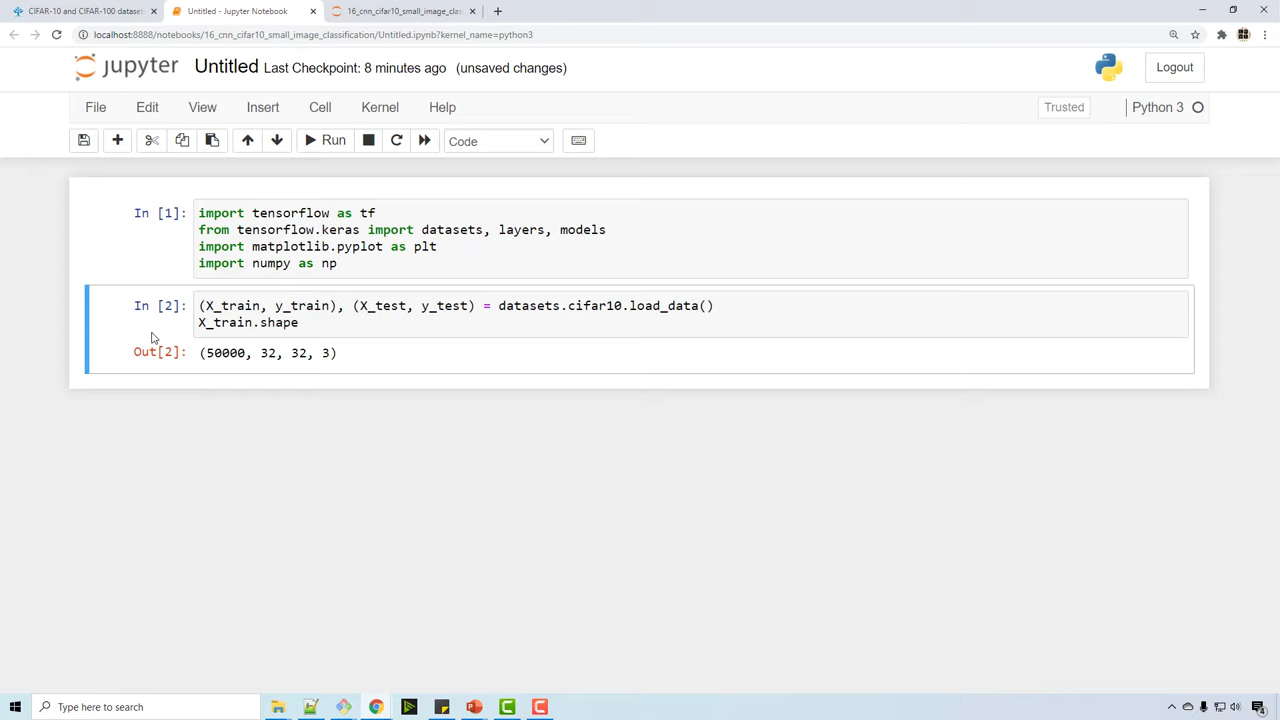 CIFAR-10 and CIFAR-100 dataset
Untitled - Jupyter Notebook
16_cnn_cifar10_small_image_clas
localhost:8888/notebooks/16_cnn_cifar10_small_image_classification/Untitled.ipynb?kernel_name=python3
jupyter Untitled Last Checkpoint: 8 minutes ago (unsaved changes)
Logout
File Edit View Insert Cell Kernel Help
Trusted
Python 3
Run
Code
In [1]:
import tensorflow as tf
from tensorflow.keras import datasets, layers, models
import matplotlib.pyplot as plt
import numpy as np
In [2]:
(X_train, y_train), (X_test, y_test) = datasets.cifar10.load_data()
X_train.shape
Out[2]: (50000, 32, 32, 3)
Type here to search